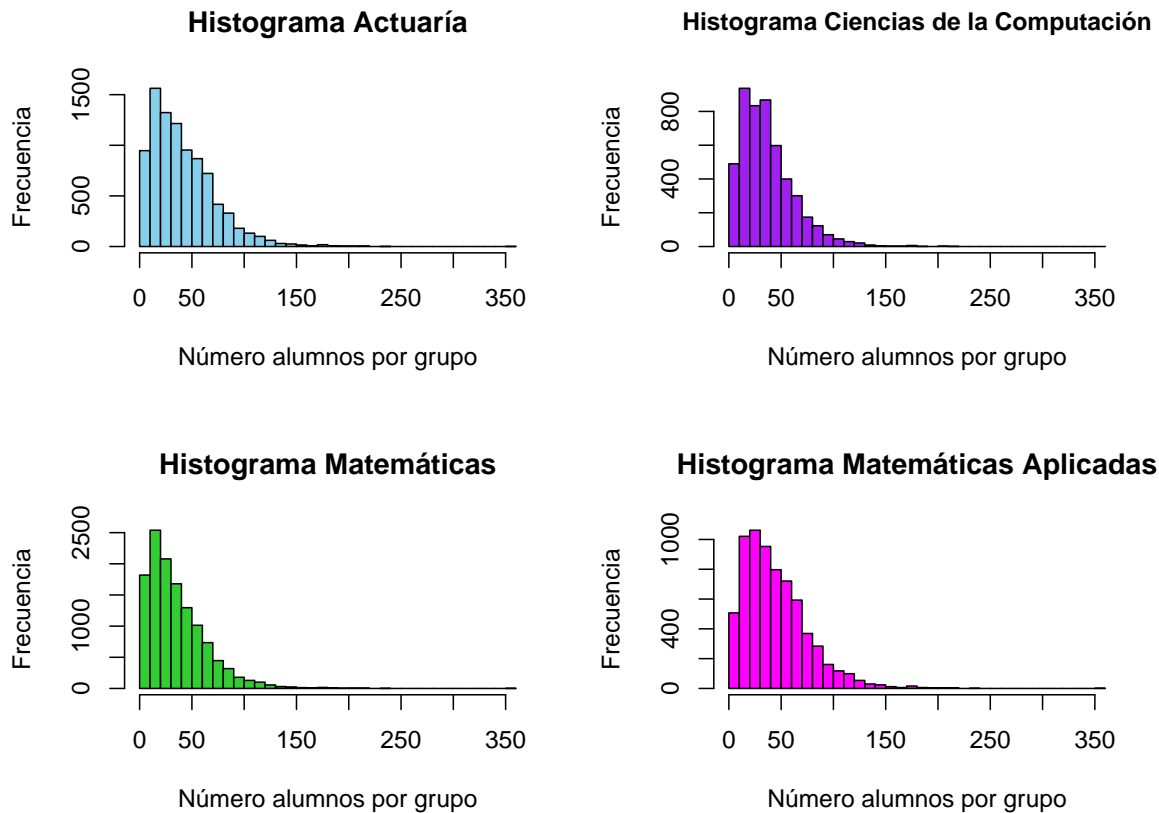 Histograma Actuaría
Frecuencia
0
500
1500
0
50
150
250
350
Número alumnos por grupo
Histograma Ciencias de la Computación
Frecuencia
0
400
800
0
50
150
250
350
Número alumnos por grupo
Histograma Matemáticas
Frecuencia
0
1000
2500
0
50
150
250
350
Número alumnos por grupo
Histograma Matemáticas Aplicadas
Frecuencia
0
400
1000
0
50
150
250
350
Número alumnos por grupo